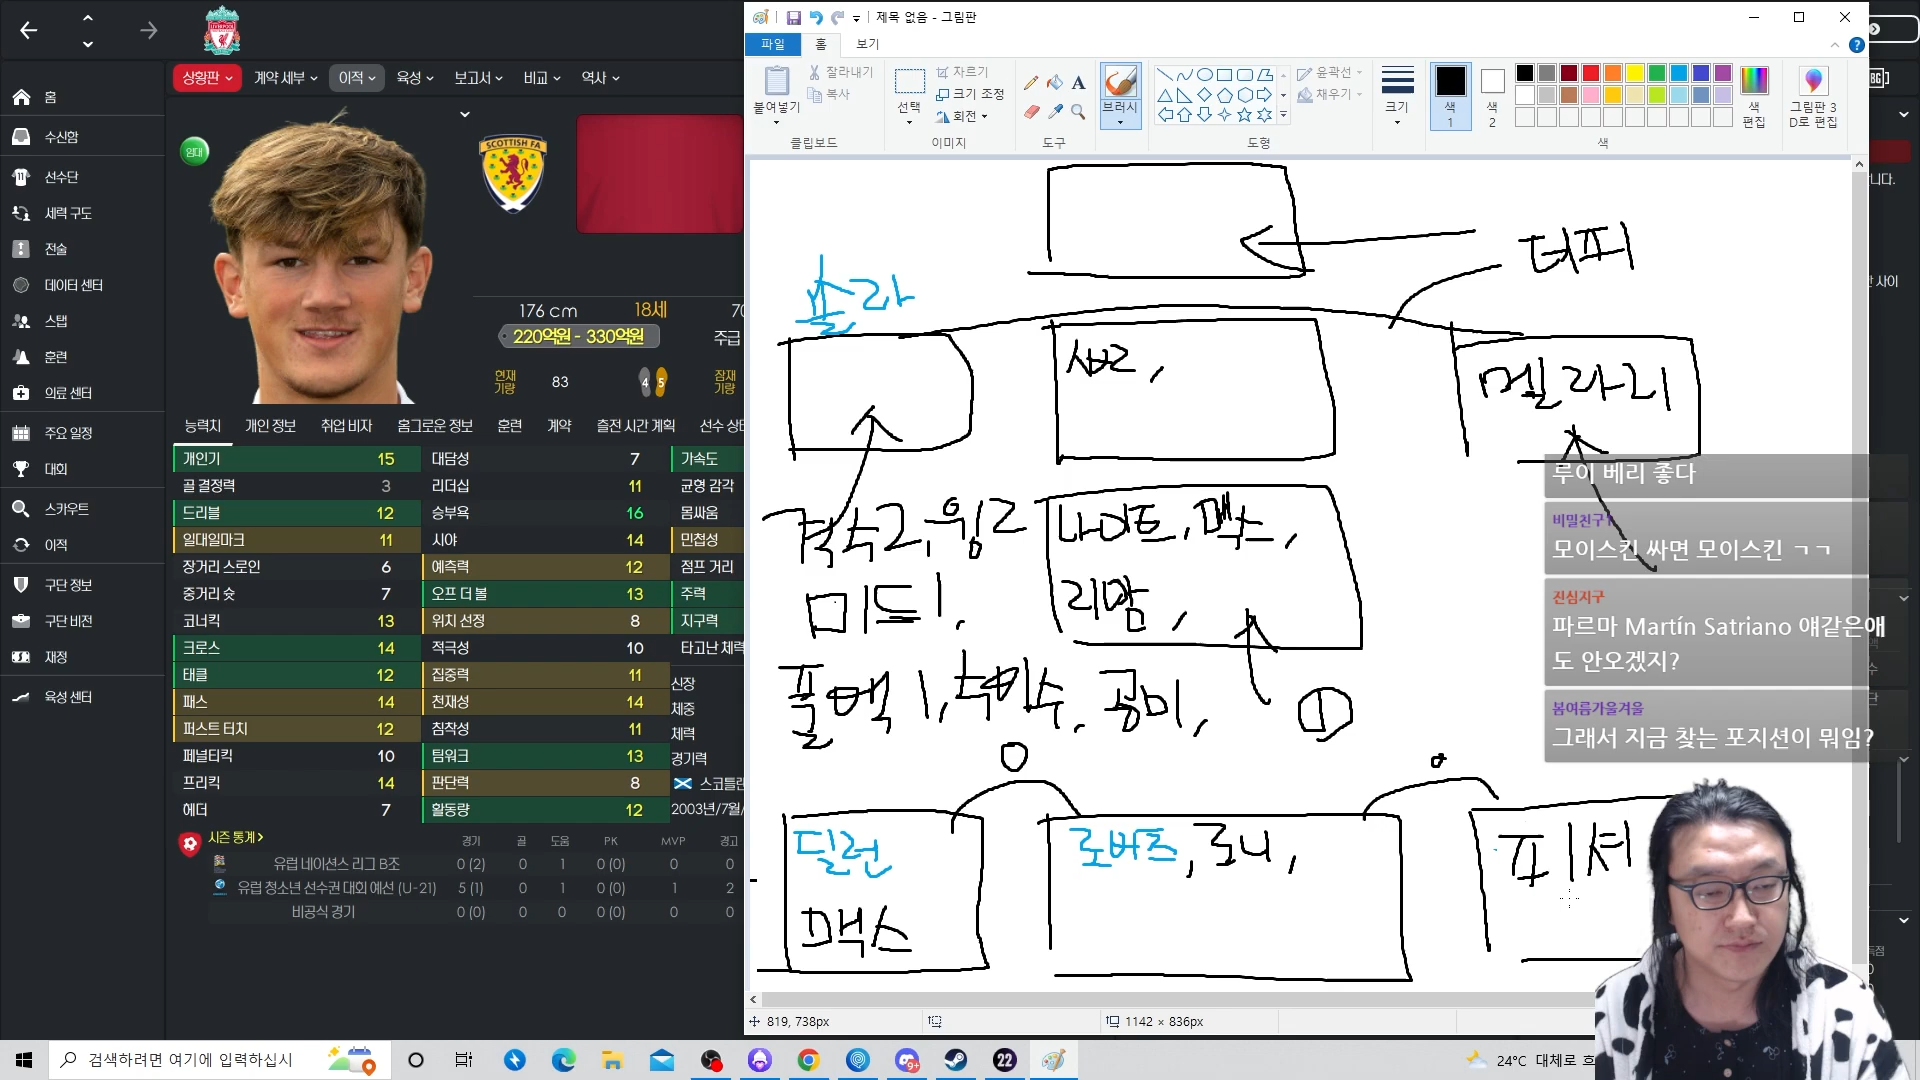 제목 없음 - 그림판
파일
홈
보기
붙여넣기
잘라내기
복사
클립보드
선택
자르기
크기 조정
회전
이미지
도구
브러시
도형
윤곽선
채우기
크기
색 1
색 2
색
색 편집
그림판 3D로 편집
상황판
계약 세부
이적
육성
보고서
비교
역사
홈
수신함
선수단
세력 구도
전술
데이터 센터
스탭
훈련
의료 센터
주요 일정
대회
스카우트
이적
구단 정보
구단 비전
재정
육성 센터
임대
SCOTTISH FA
176 cm
18세
220억원 - 330억원
주급
현재 기량
83
4
5
잠재 기량
능력치
개인 정보
취업 비자
홈그로운 정보
훈련
계약
출전 시간 계획
개인기 15
대담성 7
가속도
골 결정력 3
리더십 11
균형 감각
드리블 12
승부욕 16
몸싸움
일대일마크 11
시야 14
민첩성
장거리 스로인 6
예측력 12
점프 거리
중거리 슛 7
오프 더 볼 13
주력
코너킥 13
위치 선정 8
지구력
크로스 14
적극성 10
타고난 체력
태클 12
집중력 11
신장
패스 14
천재성 14
체중
퍼스트 터치 12
침착성 11
체력
페널티킥 10
팀워크 13
경기력
프리킥 14
판단력 8
헤더 7
활동량 12
2003년/7월/
시즌 통계
경기
골
도움
PK
MVP
경고
유럽 네이션스 리그 B조 0 (2) 0 1 0 (0) 0 0
유럽 청소년 선수권 대회 예선 (U-21) 5 (1) 0 1 0 (0) 1 2
비공식 경기 0 (0) 0 0 0 (0) 0 0
더피
솔라
멜라리
나이트, 맥스,
리암,
미드1,
①
딜런
맥스
로버즈, 로니,
피셔
루이 베리 좋다
비밀친구1
모이스킨 싸면 모이스킨 ㄱㄱ
진심지구
파르마 Martín Satriano 얘같은애
도 안오겠지?
봄여름가을겨울
그래서 지금 찾는 포지션이 뭐임?
819, 738px
1142 × 836px
검색하려면 여기에 입력하십시
22
24°C